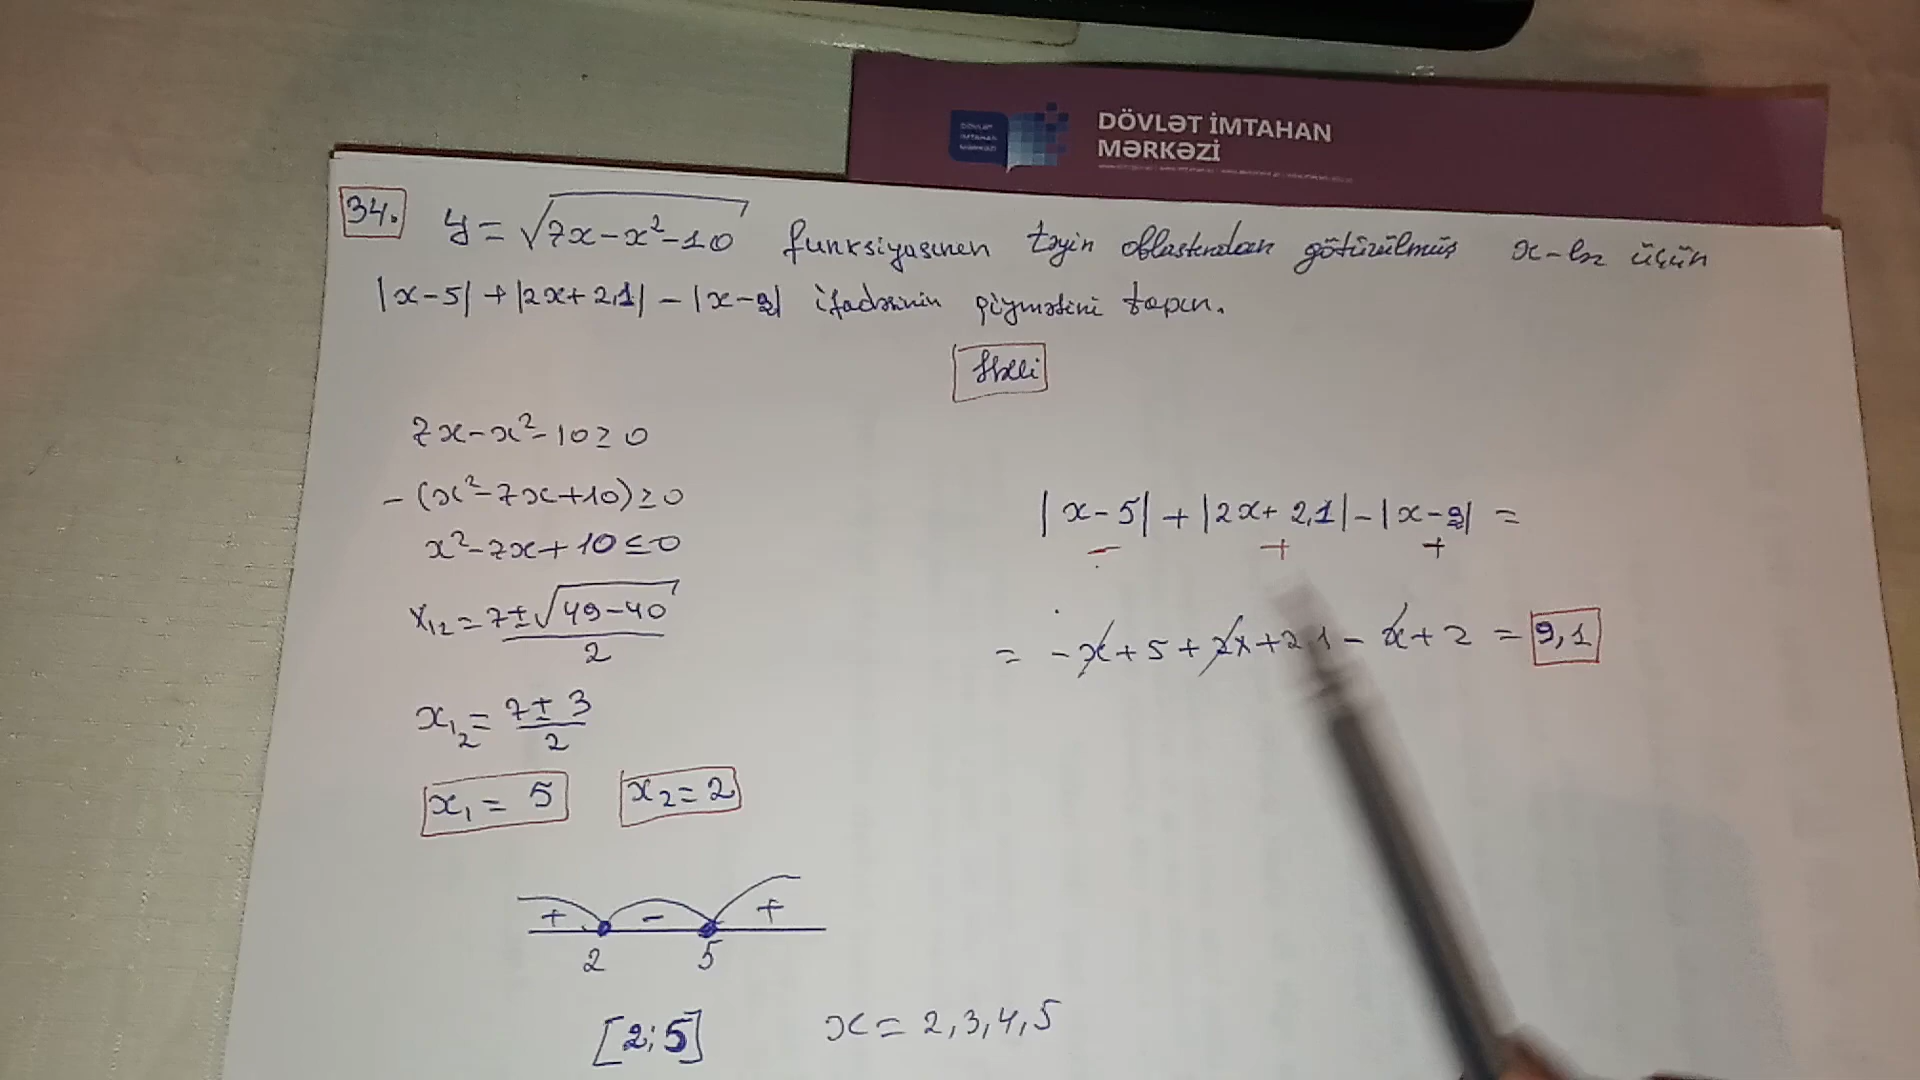 DÖVLƏT İMTAHAN
MƏRKƏZİ
34. y = √(7x-x²-10) funksiyasının təyin oblastından götürülmüş x-lər üçün
|x-5| + |2x+2,1| - |x-2| ifadəsinin qiymətini tapın.
Həlli
7x-x²-10 ≥ 0
-(x²-7x+10) ≥ 0
x²-7x+10 ≤ 0
x₁₂ = (7±√(49-40))/2
x₁₂ = (7±3)/2
x₁ = 5 x₂ = 2
+ - +
2 5
[2;5] x = 2,3,4,5
|x-5| + |2x+2,1| - |x-2| =
- + +
= -x+5+2x+2,1-x+2 = 9,1